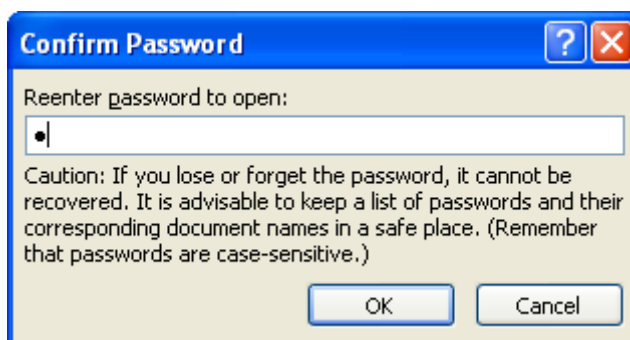 Confirm Password
Reenter password to open:
●
Caution: If you lose or forget the password, it cannot be
recovered. It is advisable to keep a list of passwords and their
corresponding document names in a safe place. (Remember
that passwords are case-sensitive.)
OK Cancel